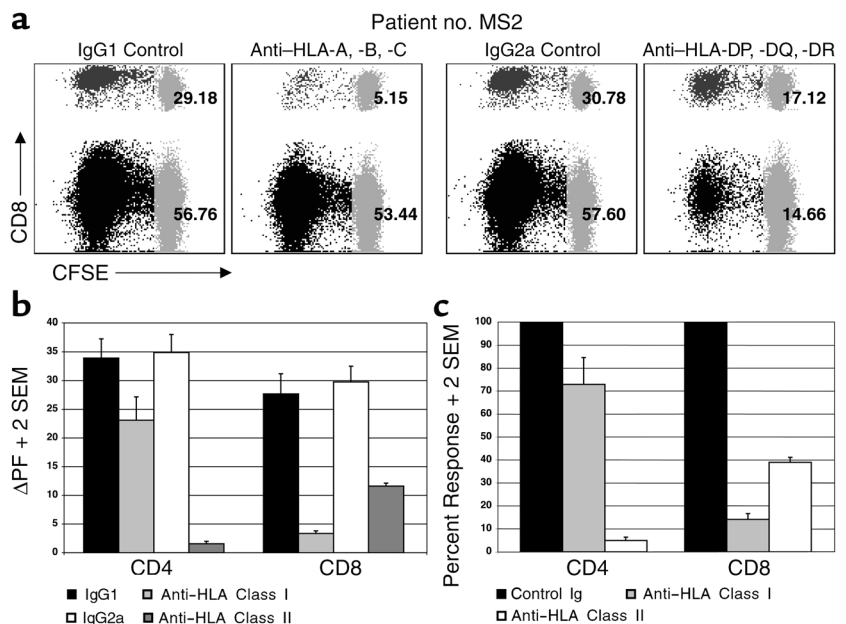 a
Patient no. MS2
IgG1 Control
Anti–HLA-A, -B, -C
IgG2a Control
Anti–HLA-DP, -DQ, -DR
29.18
5.15
30.78
17.12
56.76
53.44
57.60
14.66
CD8
CFSE
b
ΔPF + 2 SEM
40
35
30
25
20
15
10
5
0
CD4
CD8
IgG1
Anti–HLA Class I
IgG2a
Anti–HLA Class II
c
Percent Response + 2 SEM
100
90
80
70
60
50
40
30
20
10
0
CD4
CD8
Control Ig
Anti–HLA Class I
Anti–HLA Class II